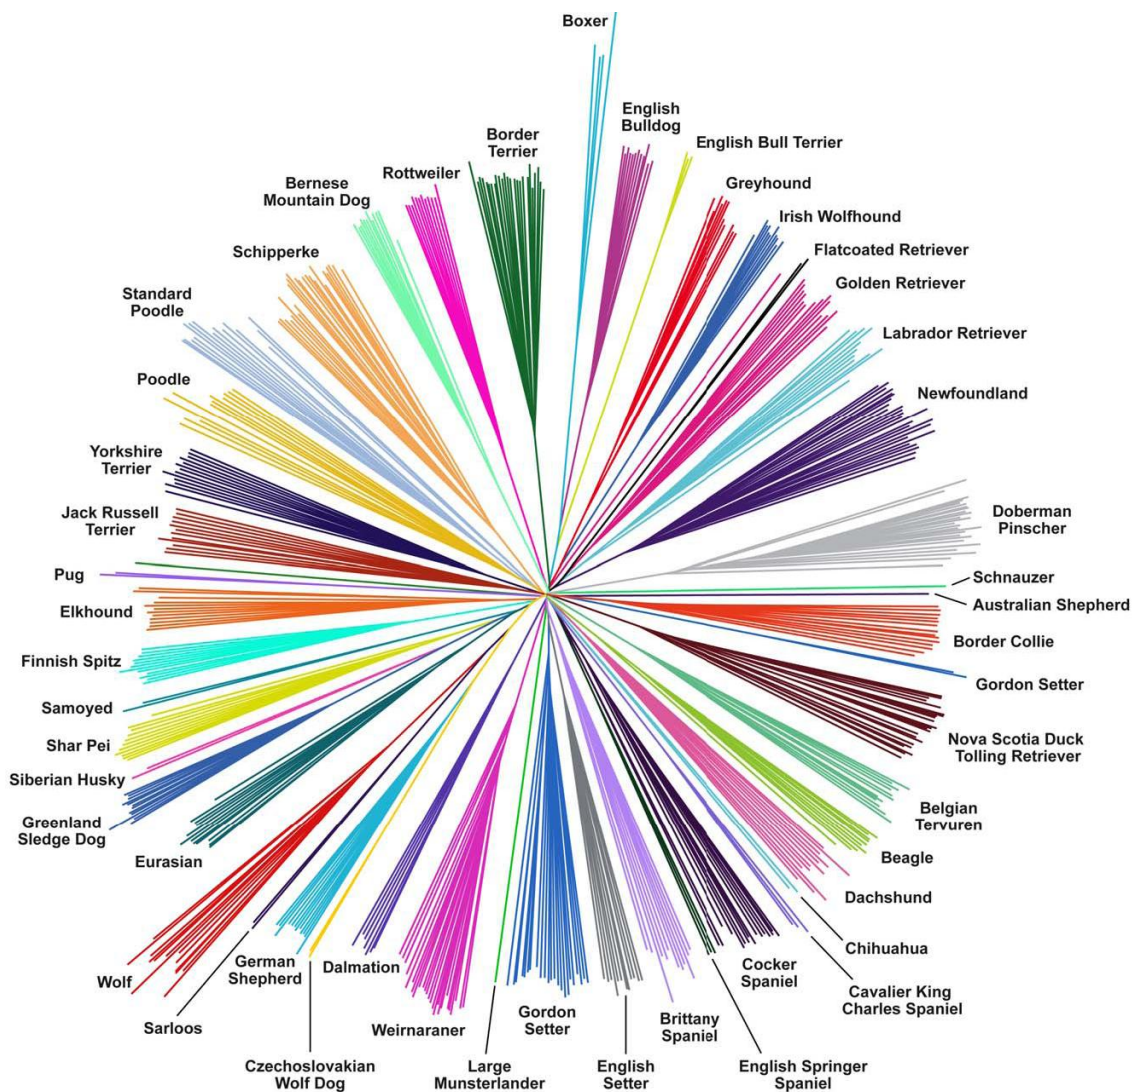 Boxer
English
Bulldog
English Bull Terrier
Greyhound
Irish Wolfhound
Flatcoated Retriever
Golden Retriever
Labrador Retriever
Newfoundland
Doberman
Pinscher
Schnauzer
Australian Shepherd
Border Collie
Gordon Setter
Nova Scotia Duck
Tolling Retriever
Belgian
Tervuren
Beagle
Dachshund
Chihuahua
Cavalier King
Charles Spaniel
Cocker
Spaniel
English Springer
Spaniel
Brittany
Spaniel
English
Setter
Gordon
Setter
Large
Munsterlander
Weirnaraner
Dalmation
Czechoslovakian
Wolf Dog
German
Shepherd
Sarloos
Wolf
Eurasian
Greenland
Sledge Dog
Siberian Husky
Shar Pei
Samoyed
Finnish Spitz
Elkhound
Pug
Jack Russell
Terrier
Yorkshire
Terrier
Poodle
Standard
Poodle
Schipperke
Bernese
Mountain Dog
Rottweiler
Border
Terrier